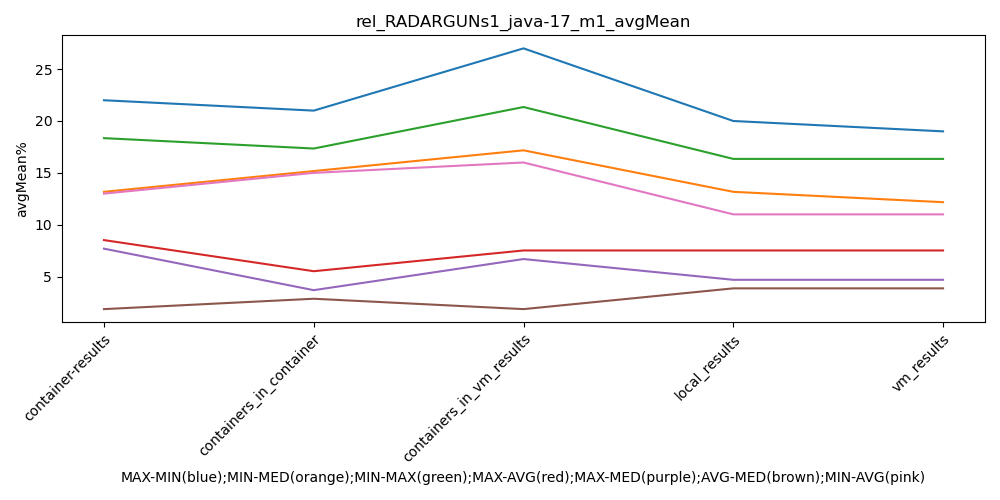 rel_RADARGUNs1_java-17_m1_avgMean
avgMean%
25
20
15
10
5
container-results
containers_in_container
containers_in_vm_results
local_results
vm_results
MAX-MIN(blue);MIN-MED(orange);MIN-MAX(green);MAX-AVG(red);MAX-MED(purple);AVG-MED(brown);MIN-AVG(pink)